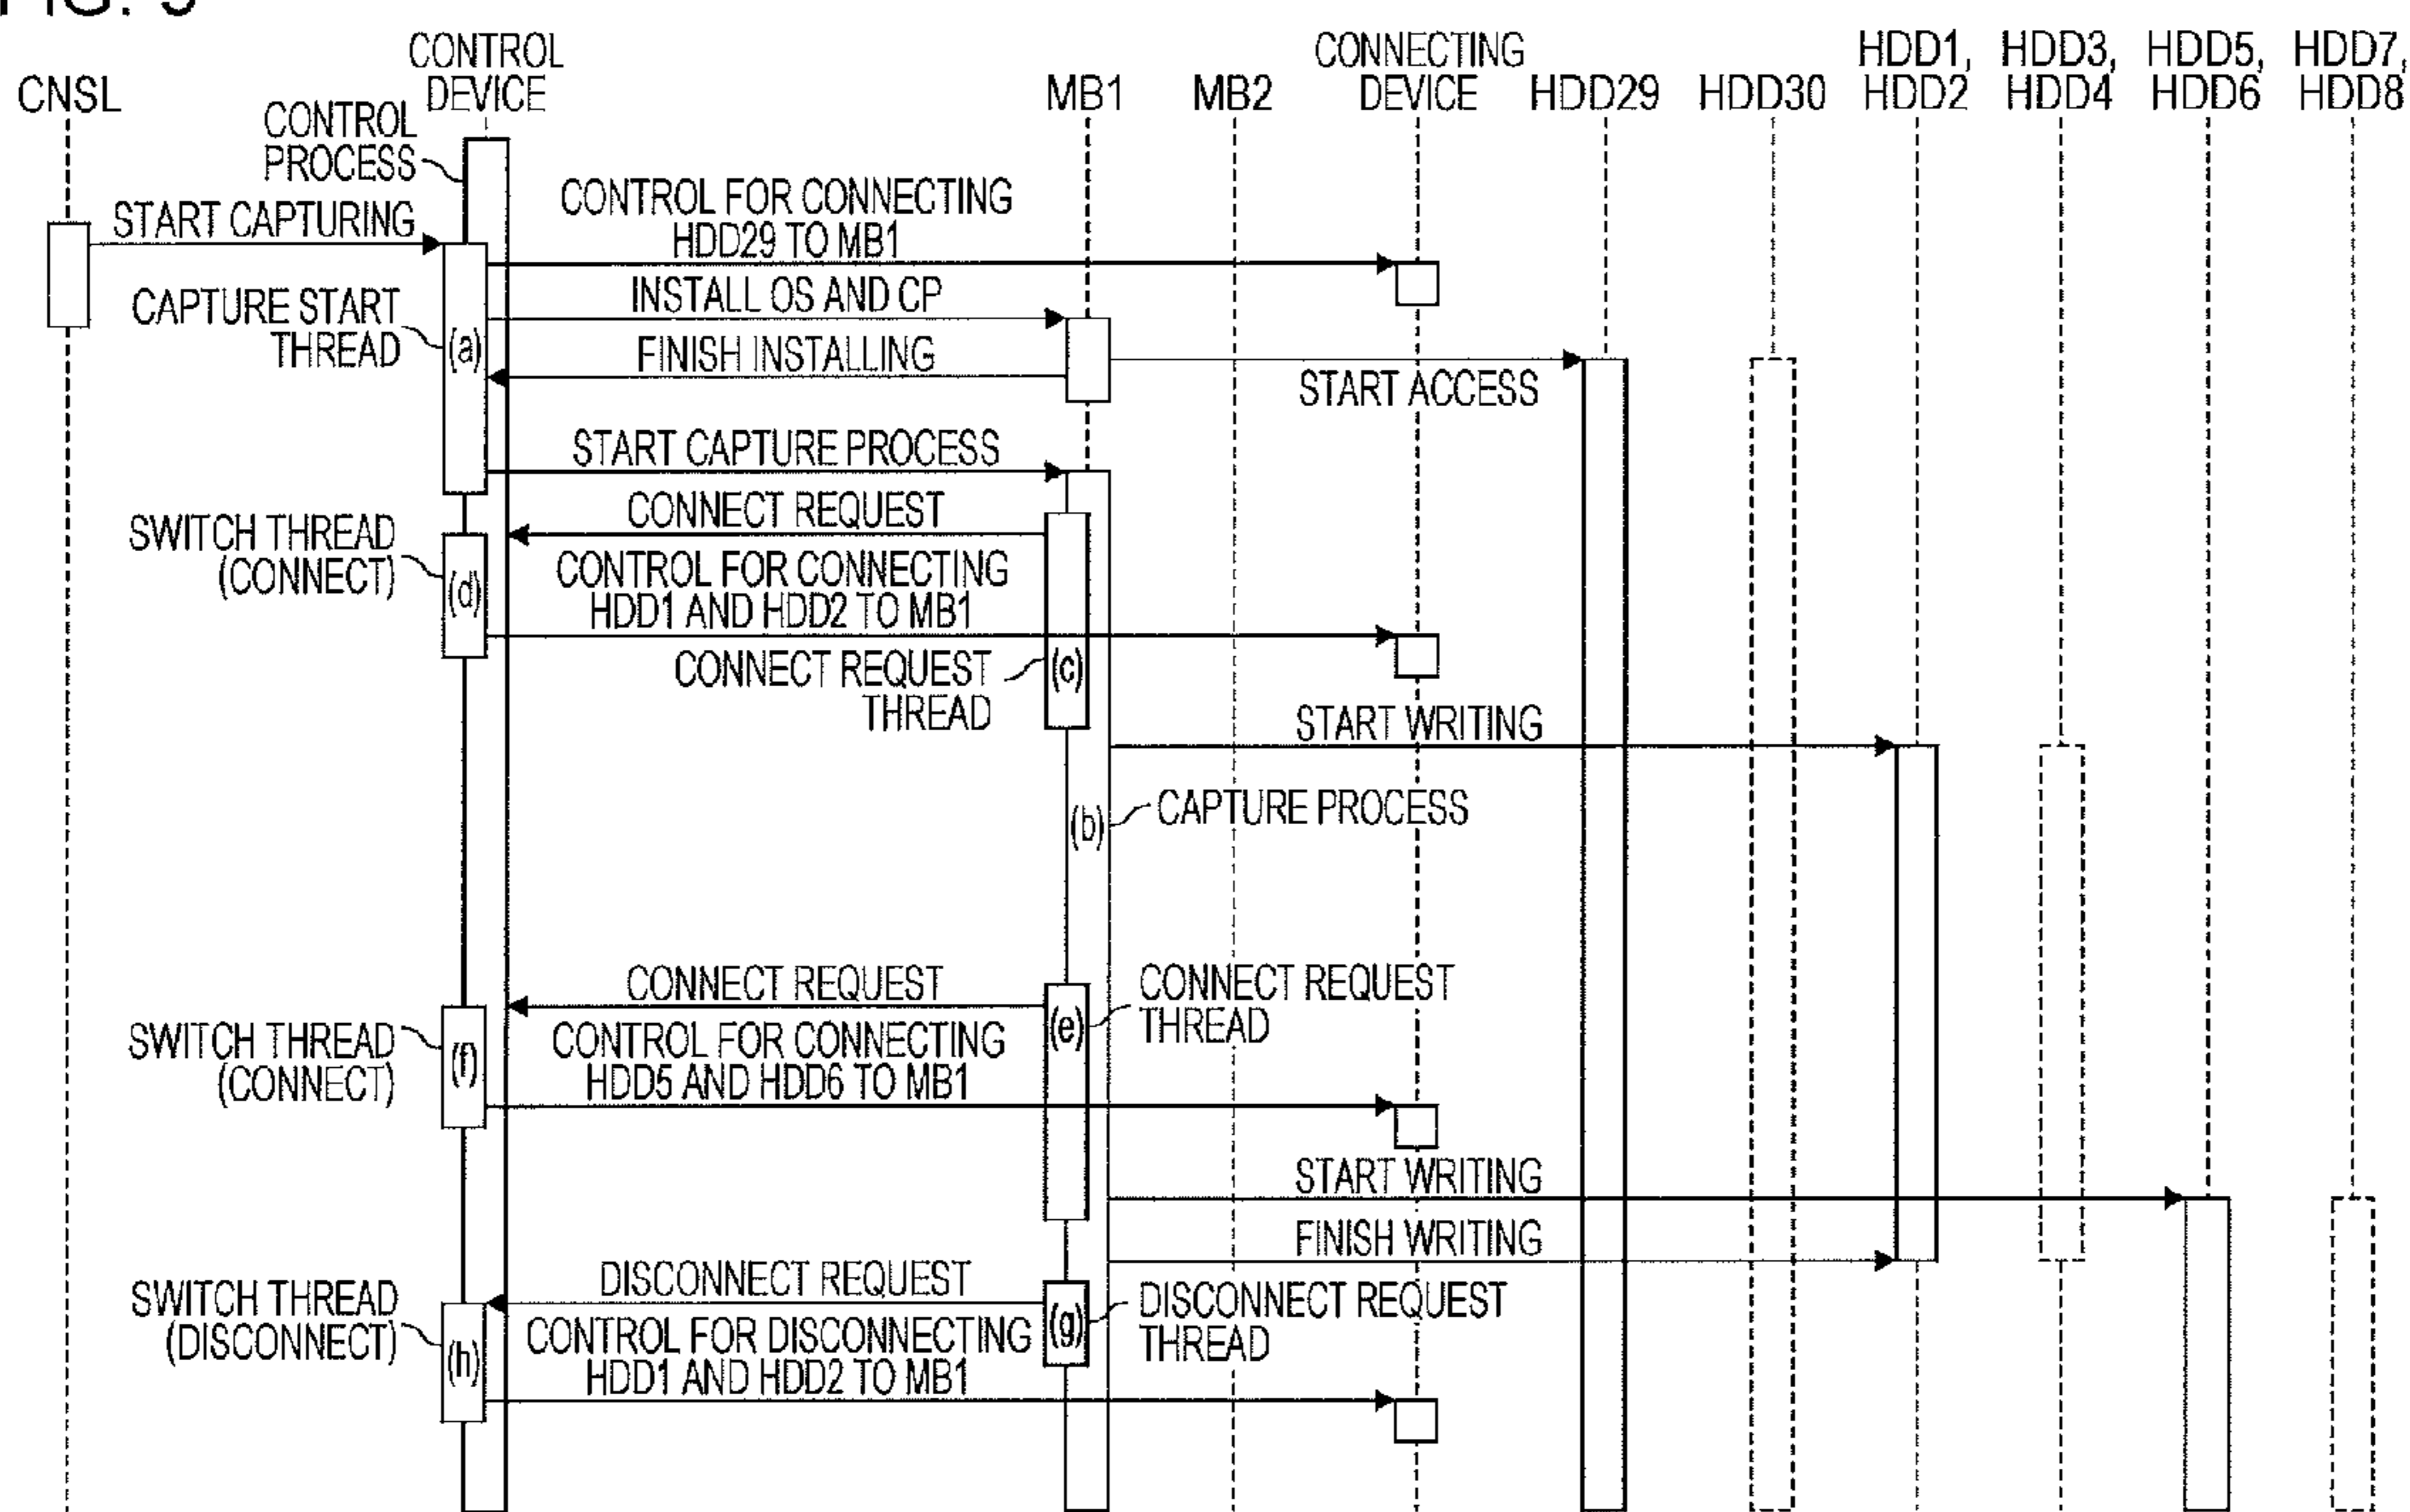 CNSL
CONTROL
DEVICE
MB1
MB2
CONNECTING
DEVICE
HDD29
HDD30
HDD1,
HDD2
HDD3,
HDD4
HDD5,
HDD6
HDD7,
HDD8
CONTROL
PROCESS
START CAPTURING
CONTROL FOR CONNECTING
HDD29 TO MB1
CAPTURE START
THREAD
(a)
INSTALL OS AND CP
FINISH INSTALLING
START ACCESS
START CAPTURE PROCESS
CONNECT REQUEST
SWITCH THREAD
(CONNECT)
(d)
CONTROL FOR CONNECTING
HDD1 AND HDD2 TO MB1
CONNECT REQUEST
THREAD
(c)
START WRITING
(b)
CAPTURE PROCESS
CONNECT REQUEST
(e)
CONNECT REQUEST
THREAD
SWITCH THREAD
(CONNECT)
(f)
CONTROL FOR CONNECTING
HDD5 AND HDD6 TO MB1
START WRITING
FINISH WRITING
DISCONNECT REQUEST
(g)
DISCONNECT REQUEST
THREAD
SWITCH THREAD
(DISCONNECT)
(h)
CONTROL FOR DISCONNECTING
HDD1 AND HDD2 TO MB1